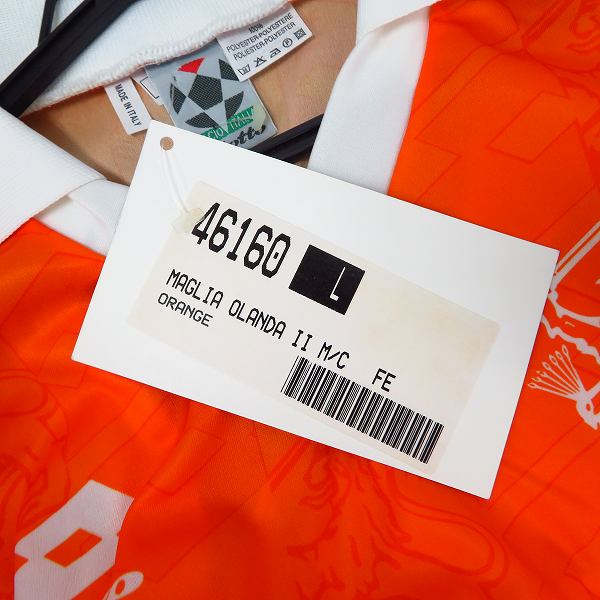 100%
POLYESTER-POLYESTERE
POLIESTER-POLYESTER
MADE IN ITALY
46160 L
MAGLIA OLANDA II M/C FE
ORANGE